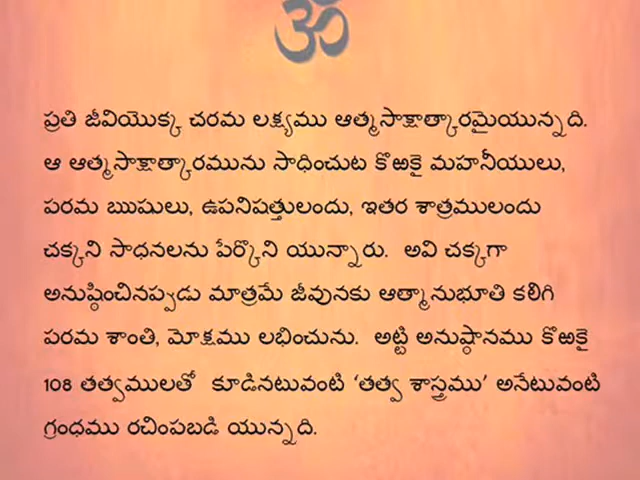 ॐ
ప్రతి జీవియొక్క చరమ లక్ష్యము ఆత్మసాక్షాత్కారమైయున్నది.
ఆ ఆత్మసాక్షాత్కారమును సాధించుట కొఱకై మహనీయులు,
పరమ ఋషులు, ఉపనిషత్తులందు, ఇతర శాత్రములందు
చక్కని సాధనలను పేర్కొని యున్నారు. అవి చక్కగా
అనుష్ఠించినప్పడు మాత్రమే జీవునకు ఆత్మానుభూతి కలిగి
పరమ శాంతి, మోక్షము లభించును. అట్టి అనుష్ఠానము కొఱకై
108 తత్వములతో కూడినటువంటి ‘తత్వ శాస్త్రము’ అనేటువంటి
గ్రంధము రచింపబడి యున్నది.